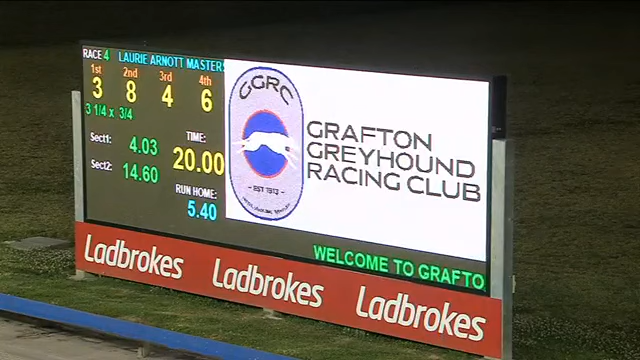 RACE 4 LAURIE ARNOTT MASTERS
1st 2nd 3rd 4th
3 8 4 6
3 1/4 x 3/4
Sect1: 4.03
Sect2: 14.60
TIME:
20.00
RUN HOME:
5.40
GGRC
EST 1913
GRAFTON
GREYHOUND
RACING CLUB
WELCOME TO GRAFTO
Ladbrokes Ladbrokes Ladbrokes